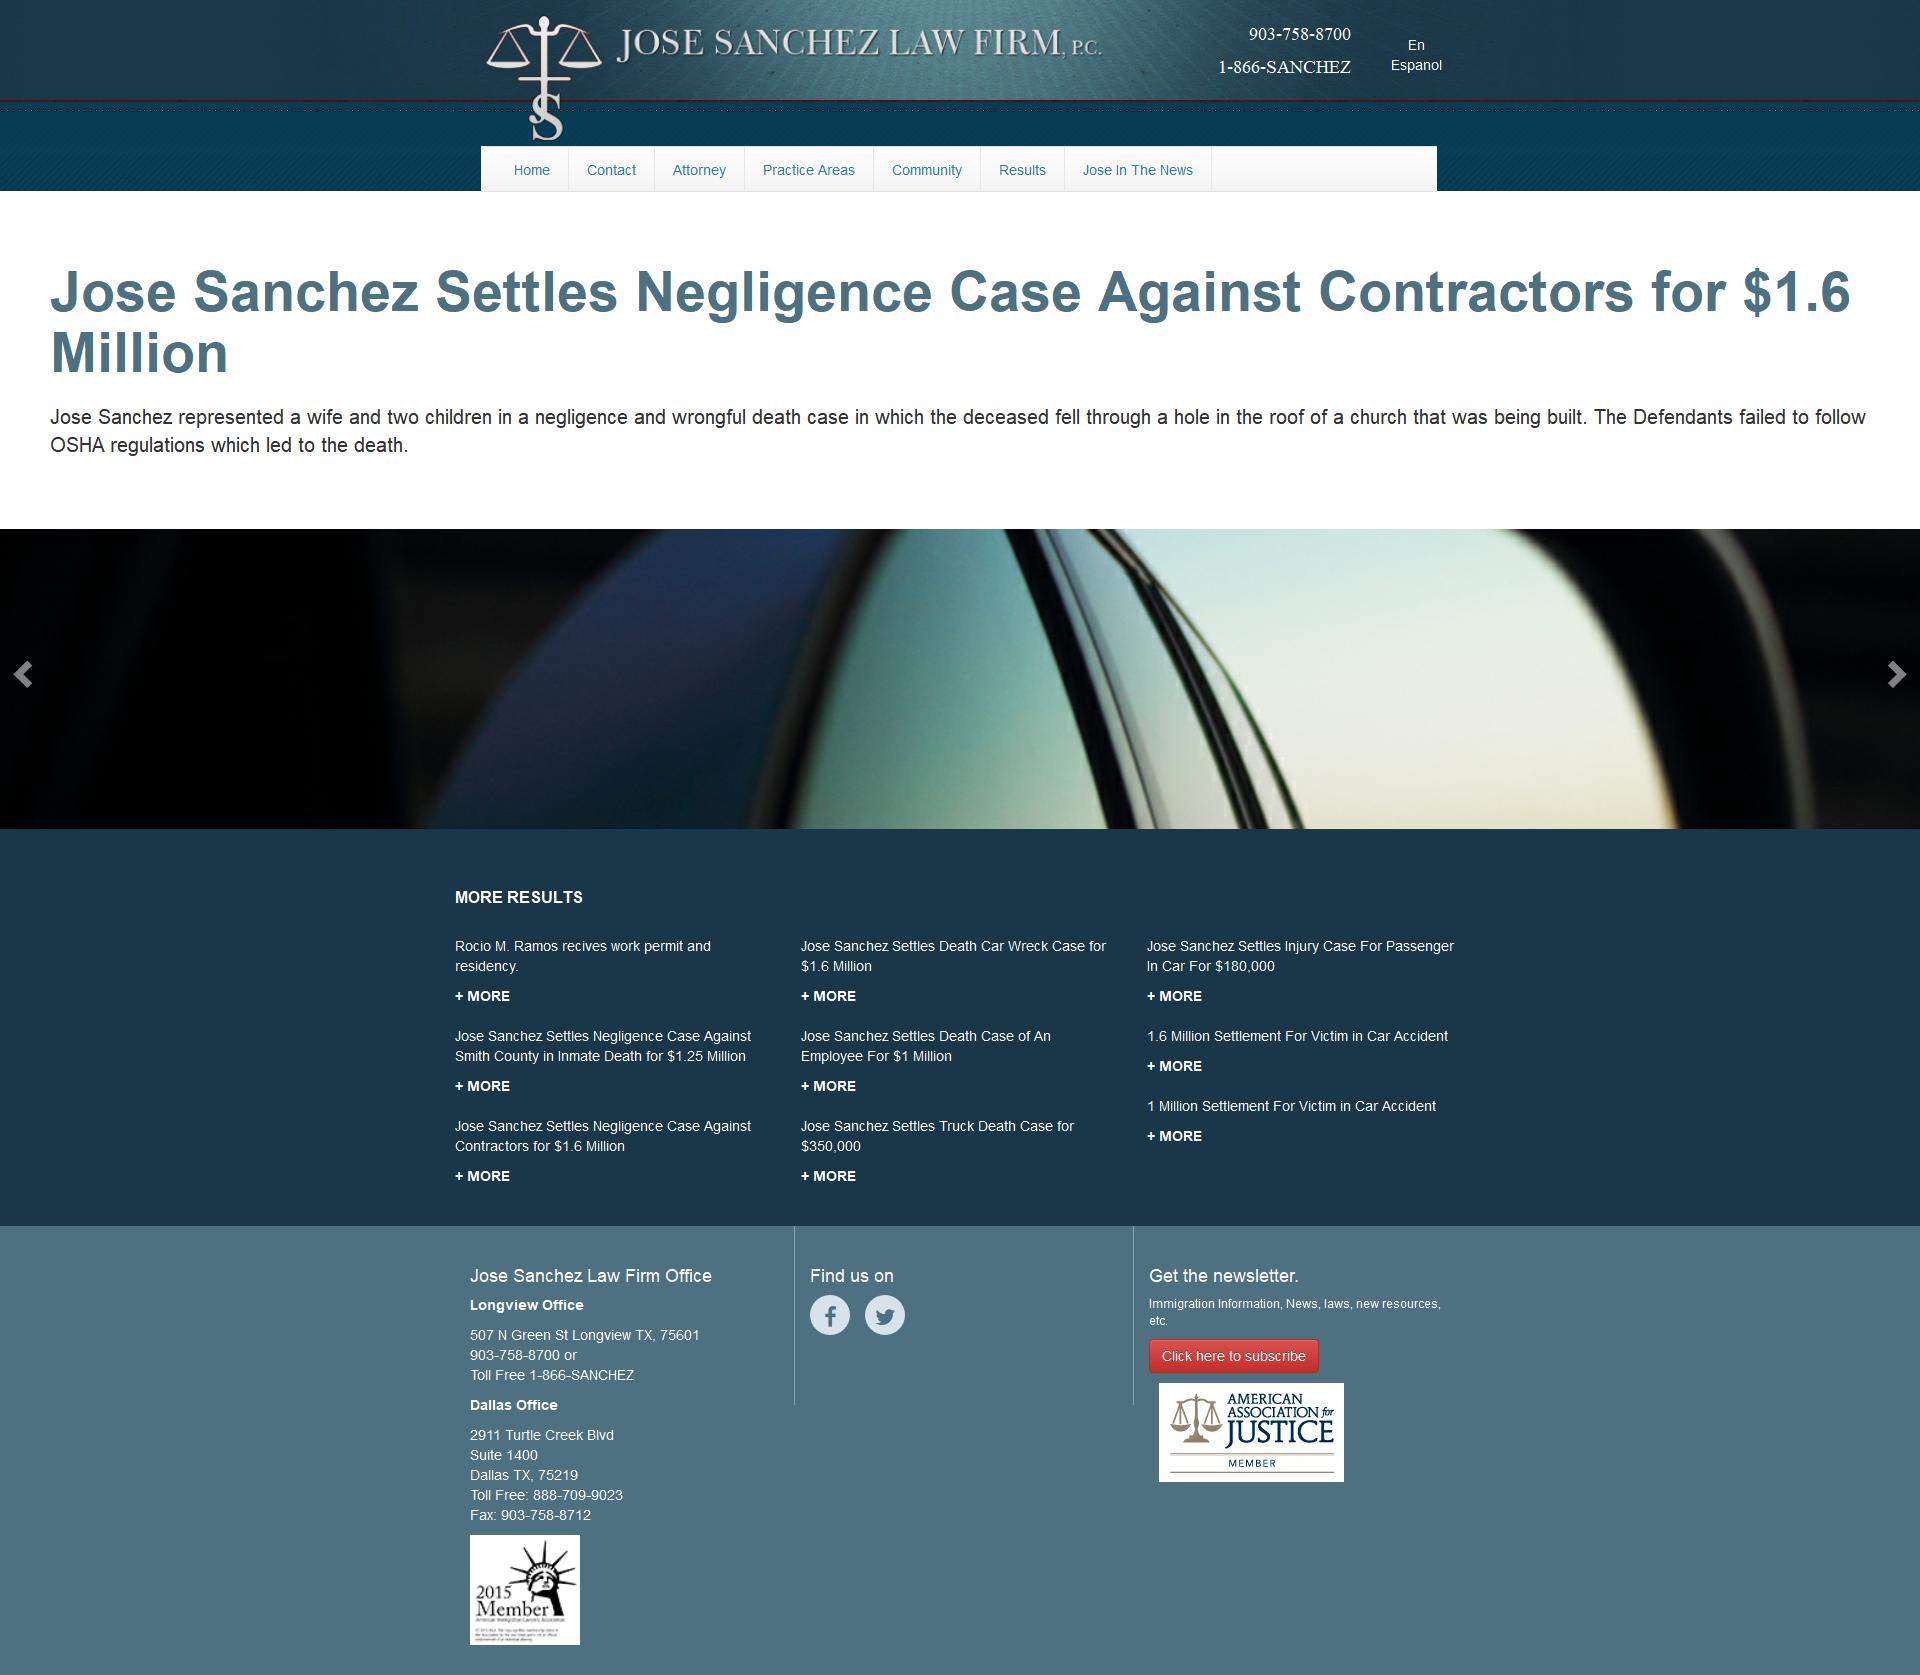 JOSE SANCHEZ LAW FIRM, P.C.
903-758-8700
1-866-SANCHEZ
En
Espanol
JS
Home
Contact
Attorney
Practice Areas
Community
Results
Jose In The News
Jose Sanchez Settles Negligence Case Against Contractors for $1.6
Million
Jose Sanchez represented a wife and two children in a negligence and wrongful death case in which the deceased fell through a hole in the roof of a church that was being built. The Defendants failed to follow
OSHA regulations which led to the death.
MORE RESULTS
Rocio M. Ramos recives work permit and
residency.
+ MORE
Jose Sanchez Settles Negligence Case Against
Smith County in Inmate Death for $1.25 Million
+ MORE
Jose Sanchez Settles Negligence Case Against
Contractors for $1.6 Million
+ MORE
Jose Sanchez Settles Death Car Wreck Case for
$1.6 Million
+ MORE
Jose Sanchez Settles Death Case of An
Employee For $1 Million
+ MORE
Jose Sanchez Settles Truck Death Case for
$350,000
+ MORE
Jose Sanchez Settles Injury Case For Passenger
In Car For $180,000
+ MORE
1.6 Million Settlement For Victim in Car Accident
+ MORE
1 Million Settlement For Victim in Car Accident
+ MORE
Jose Sanchez Law Firm Office
Longview Office
507 N Green St Longview TX, 75601
903-758-8700 or
Toll Free 1-866-SANCHEZ
Dallas Office
2911 Turtle Creek Blvd
Suite 1400
Dallas TX, 75219
Toll Free: 888-709-9023
Fax: 903-758-8712
2015
Member
American Immigration Lawyers Association
Find us on
Get the newsletter.
Immigration Information, News, laws, new resources,
etc.
Click here to subscribe
AMERICAN
ASSOCIATION for
JUSTICE
MEMBER